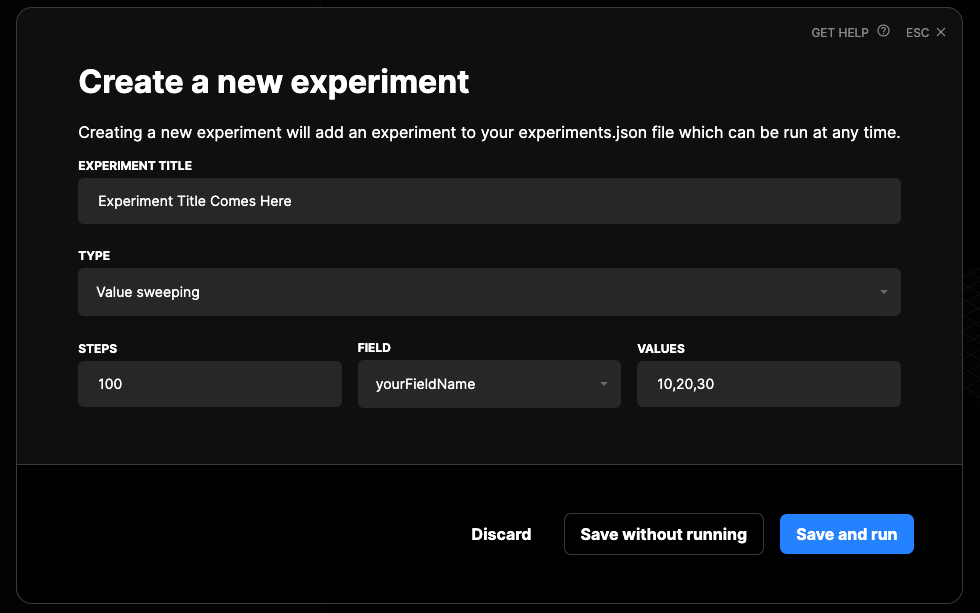 GET HELP ? ESC ×
Create a new experiment
Creating a new experiment will add an experiment to your experiments.json file which can be run at any time.
EXPERIMENT TITLE
Experiment Title Comes Here
TYPE
Value sweeping
STEPS FIELD VALUES
100 yourFieldName 10,20,30
Discard Save without running Save and run